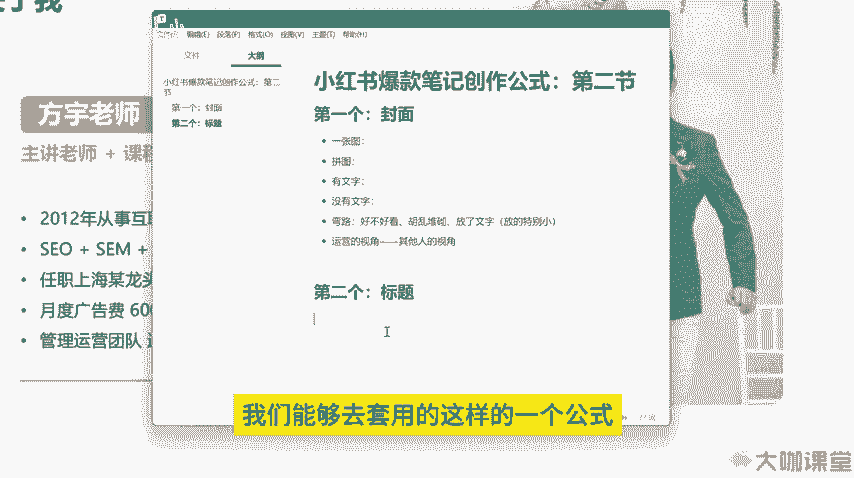 方宇老师
主讲老师 + 课程
2012年从事互联
SEO + SEM +
任职上海某龙头
月度广告费 600
管理运营团队
编辑(E) 段落(P) 格式(O) 视图(V) 主题(T) 帮助(H)
文件 大纲
小红书爆款笔记创作公式：第二节
第一个：封面
第二个：标题
小红书爆款笔记创作公式：第二节
第一个：封面
一张图：
拼图：
有文字：
没有文字：
弯路：好不好看、胡乱堆砌、放了文字（放的特别小）
运营的视角---其他人的视角
第二个：标题
我们能够去套用的这样的一个公式
大咖课堂